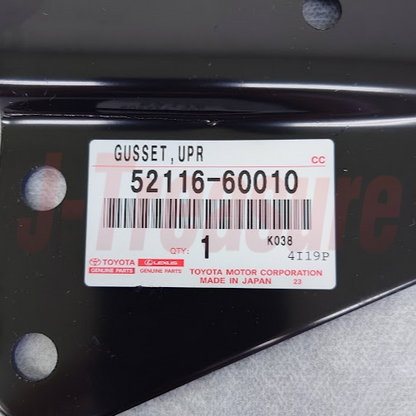 GUSSET,UPR
CC
52116-60010
K038
QTY: 1
4I19P
TOYOTA LEXUS
GENUINE PARTS GENUINE PARTS
TOYOTA MOTOR CORPORATION
MADE IN JAPAN 23
J-Treasure